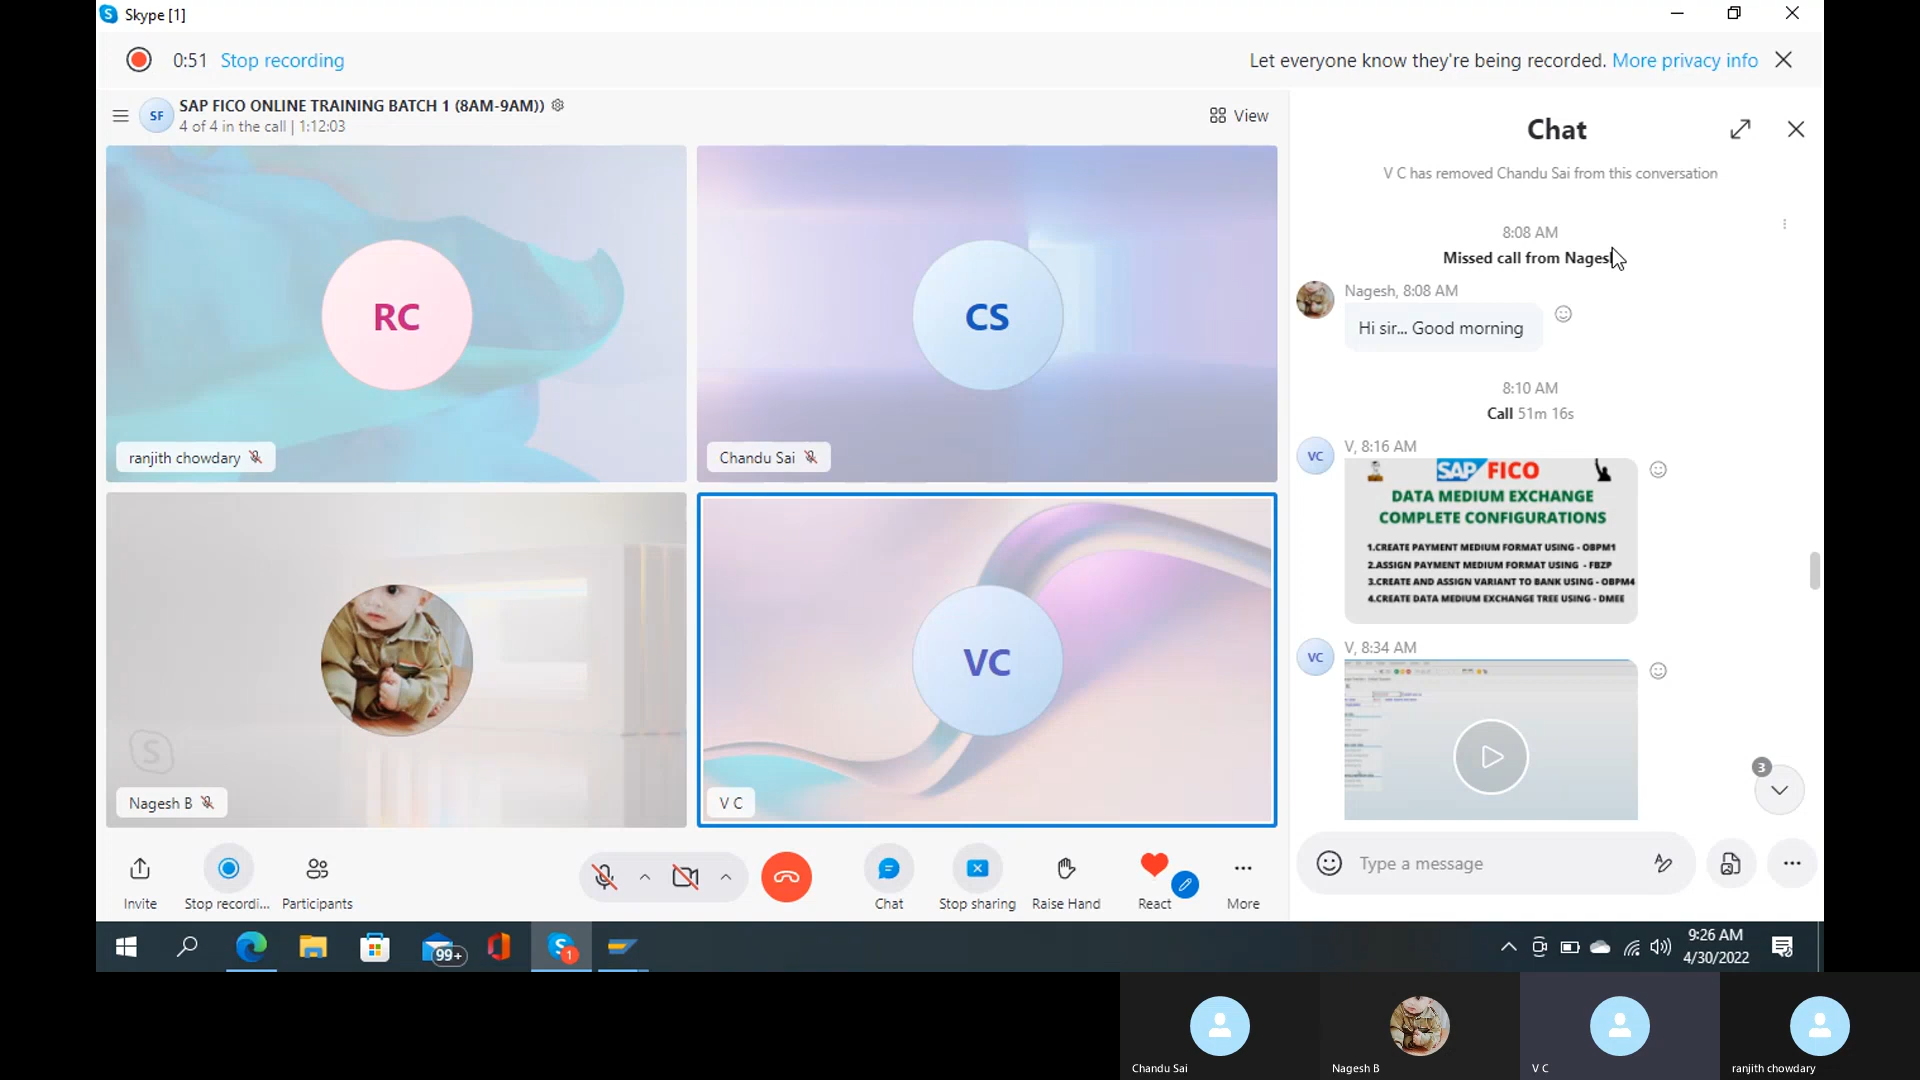 Skype [1]
0:51 Stop recording
Let everyone know they're being recorded. More privacy info
SF
SAP FICO ONLINE TRAINING BATCH 1 (8AM-9AM))
4 of 4 in the call | 1:12:03
View
RC
ranjith chowdary
CS
Chandu Sai
Nagesh B
VC
V C
Chat
V C has removed Chandu Sai from this conversation
8:08 AM
Missed call from Nagesh
Nagesh, 8:08 AM
Hi sir... Good morning
8:10 AM
Call 51m 16s
VC
V, 8:16 AM
SAP FICO
DATA MEDIUM EXCHANGE
COMPLETE CONFIGURATIONS
1.CREATE PAYMENT MEDIUM FORMAT USING - OBPM1
2.ASSIGN PAYMENT MEDIUM FORMAT USING - FBZP
3.CREATE AND ASSIGN VARIANT TO BANK USING - OBPM4
4.CREATE DATA MEDIUM EXCHANGE TREE USING - DMEE
VC
V, 8:34 AM
3
Type a message
Invite
Stop recordi...
Participants
Chat
Stop sharing
Raise Hand
React
More
99+
1
9:26 AM
4/30/2022
Chandu Sai
Nagesh B
V C
ranjith chowdary